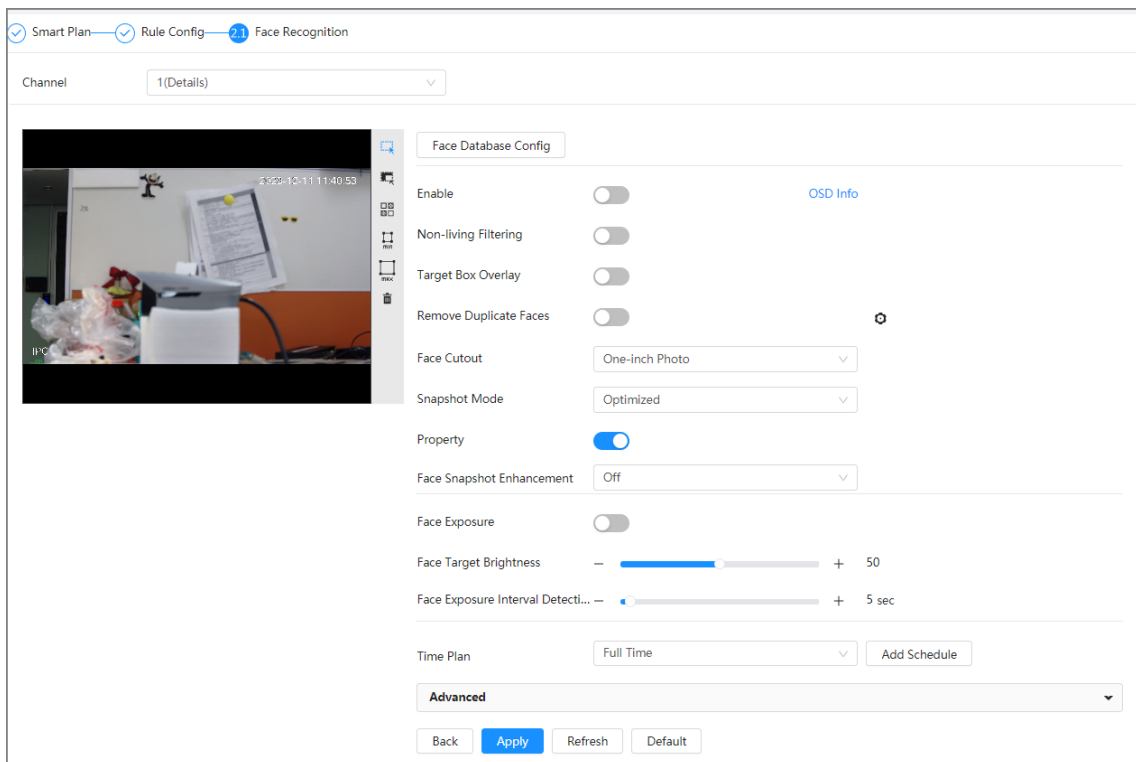 Smart Plan
Rule Config
2.1 Face Recognition
Channel 1(Details)
Face Database Config
Enable OSD Info
Non-living Filtering
Target Box Overlay
Remove Duplicate Faces
Face Cutout One-inch Photo
Snapshot Mode Optimized
Property
Face Snapshot Enhancement Off
Face Exposure
Face Target Brightness − + 50
Face Exposure Interval Detecti... − + 5 sec
Time Plan Full Time Add Schedule
Advanced
Back Apply Refresh Default
11:40:53
IPC
min
max